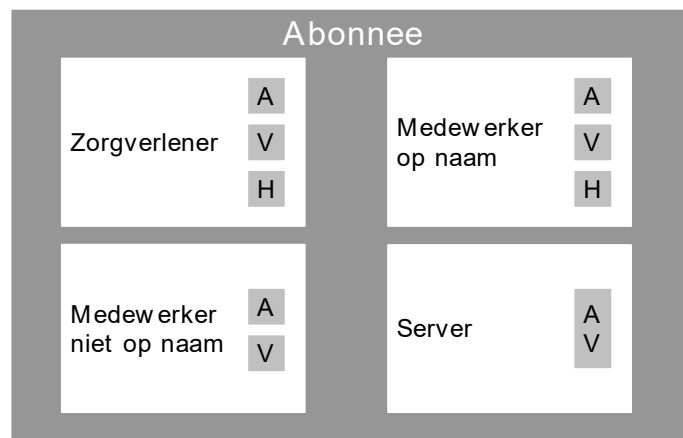 Abonnee
Zorgverlener
A
V
H
Medewerker
op naam
A
V
H
Medewerker
niet op naam
A
V
Server
A
V